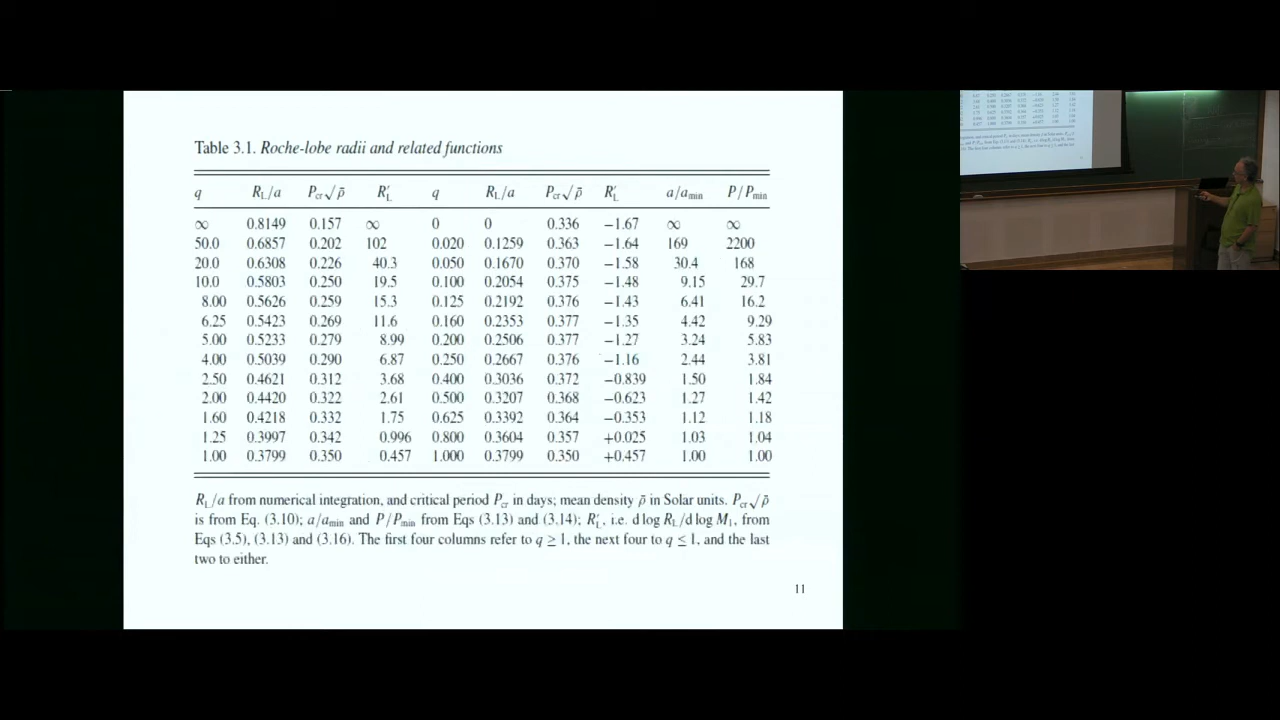 Table 3.1. Roche-lobe radii and related functions
q R_L/a P_cr√ρ̄ R′_L q R_L/a P_cr√ρ̄ R′_L a/a_min P/P_min
∞ 0.8149 0.157 ∞ 0 0 0.336 −1.67 ∞ ∞
50.0 0.6857 0.202 102 0.020 0.1259 0.363 −1.64 169 2200
20.0 0.6308 0.226 40.3 0.050 0.1670 0.370 −1.58 30.4 168
10.0 0.5803 0.250 19.5 0.100 0.2054 0.375 −1.48 9.15 29.7
8.00 0.5626 0.259 15.3 0.125 0.2192 0.376 −1.43 6.41 16.2
6.25 0.5423 0.269 11.6 0.160 0.2353 0.377 −1.35 4.42 9.29
5.00 0.5233 0.279 8.99 0.200 0.2506 0.377 −1.27 3.24 5.83
4.00 0.5039 0.290 6.87 0.250 0.2667 0.376 −1.16 2.44 3.81
2.50 0.4621 0.312 3.68 0.400 0.3036 0.372 −0.839 1.50 1.84
2.00 0.4420 0.322 2.61 0.500 0.3207 0.368 −0.623 1.27 1.42
1.60 0.4218 0.332 1.75 0.625 0.3392 0.364 −0.353 1.12 1.18
1.25 0.3997 0.342 0.996 0.800 0.3604 0.357 +0.025 1.03 1.04
1.00 0.3799 0.350 0.457 1.000 0.3799 0.350 +0.457 1.00 1.00
R_L/a from numerical integration, and critical period P_cr in days; mean density ρ̄ in Solar units. P_cr√ρ̄
is from Eq. (3.10); a/a_min and P/P_min from Eqs (3.13) and (3.14); R′_L, i.e. d log R_L/d log M_1, from
Eqs (3.5), (3.13) and (3.16). The first four columns refer to q ≥ 1, the next four to q ≤ 1, and the last
two to either.
11